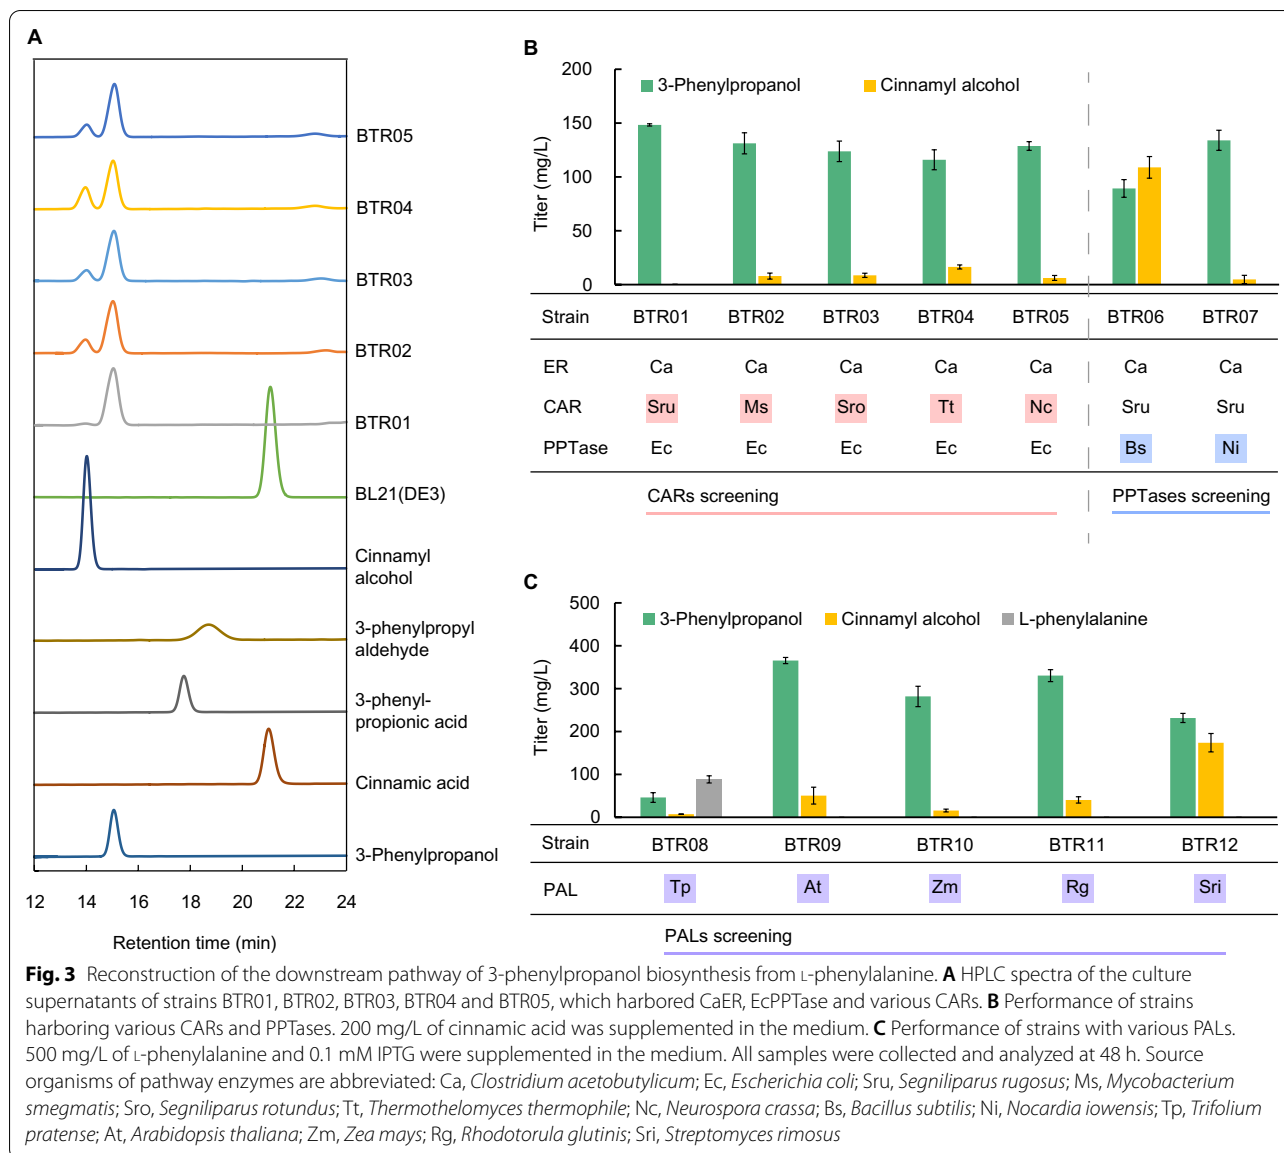 A
BTR05
BTR04
BTR03
BTR02
BTR01
BL21(DE3)
Cinnamyl
alcohol
3-phenylpropyl
aldehyde
3-phenyl-
propionic acid
Cinnamic acid
3-Phenylpropanol
12 14 16 18 20 22 24
Retention time (min)
B
3-Phenylpropanol Cinnamyl alcohol
Titer (mg/L)
200
150
100
50
0
Strain BTR01 BTR02 BTR03 BTR04 BTR05 BTR06 BTR07
ER Ca Ca Ca Ca Ca Ca Ca
CAR Sru Ms Sro Tt Nc Sru Sru
PPTase Ec Ec Ec Ec Ec Bs Ni
CARs screening PPTases screening
C
3-Phenylpropanol Cinnamyl alcohol L-phenylalanine
Titer (mg/L)
500
400
300
200
100
0
Strain BTR08 BTR09 BTR10 BTR11 BTR12
PAL Tp At Zm Rg Sri
PALs screening
Fig. 3 Reconstruction of the downstream pathway of 3-phenylpropanol biosynthesis from L-phenylalanine. A HPLC spectra of the culture
supernatants of strains BTR01, BTR02, BTR03, BTR04 and BTR05, which harbored CaER, EcPPTase and various CARs. B Performance of strains
harboring various CARs and PPTases. 200 mg/L of cinnamic acid was supplemented in the medium. C Performance of strains with various PALs.
500 mg/L of L-phenylalanine and 0.1 mM IPTG were supplemented in the medium. All samples were collected and analyzed at 48 h. Source
organisms of pathway enzymes are abbreviated: Ca, Clostridium acetobutylicum; Ec, Escherichia coli; Sru, Segniliparus rugosus; Ms, Mycobacterium
smegmatis; Sro, Segniliparus rotundus; Tt, Thermothelomyces thermophile; Nc, Neurospora crassa; Bs, Bacillus subtilis; Ni, Nocardia iowensis; Tp, Trifolium
pratense; At, Arabidopsis thaliana; Zm, Zea mays; Rg, Rhodotorula glutinis; Sri, Streptomyces rimosus